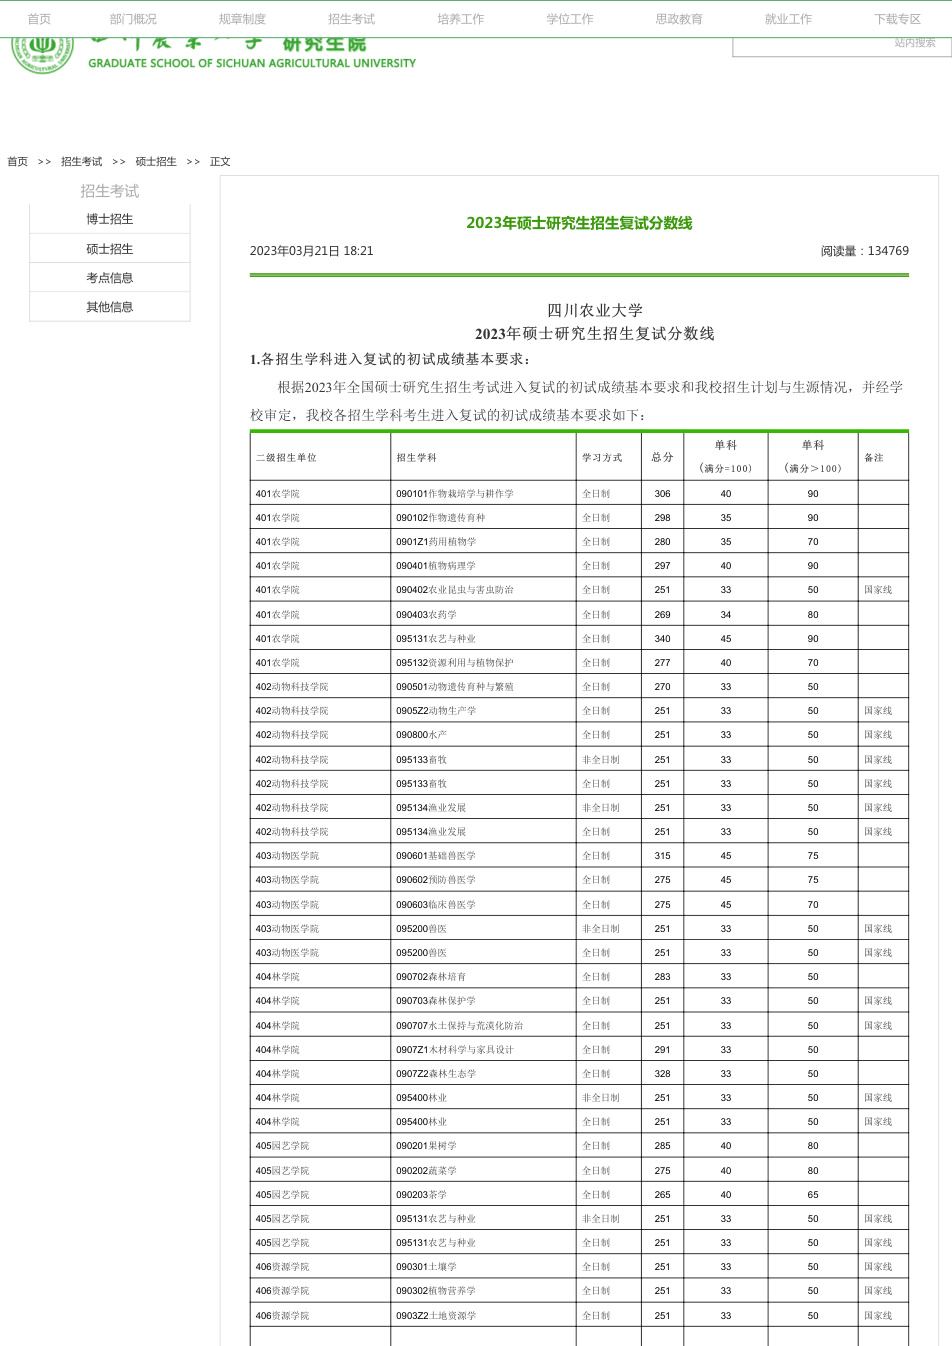 首页 部门概况 规章制度 招生考试 培养工作 学位工作 思政教育 就业工作 下载专区
研究生院
站内搜索
GRADUATE SCHOOL OF SICHUAN AGRICULTURAL UNIVERSITY
首页 >> 招生考试 >> 硕士招生 >> 正文
招生考试
博士招生
硕士招生
考点信息
其他信息
2023年硕士研究生招生复试分数线
2023年03月21日 18:21 阅读量：134769
四川农业大学
2023年硕士研究生招生复试分数线
1.各招生学科进入复试的初试成绩基本要求：
根据2023年全国硕士研究生招生考试进入复试的初试成绩基本要求和我校招生计划与生源情况，并经学
校审定，我校各招生学科考生进入复试的初试成绩基本要求如下：
二级招生单位 招生学科 学习方式 总分 单科（满分=100） 单科（满分＞100） 备注
401农学院 090101作物栽培学与耕作学 全日制 306 40 90
401农学院 090102作物遗传育种 全日制 298 35 90
401农学院 0901Z1药用植物学 全日制 280 35 70
401农学院 090401植物病理学 全日制 297 40 90
401农学院 090402农业昆虫与害虫防治 全日制 251 33 50 国家线
401农学院 090403农药学 全日制 269 34 80
401农学院 095131农艺与种业 全日制 340 45 90
401农学院 095132资源利用与植物保护 全日制 277 40 70
402动物科技学院 090501动物遗传育种与繁殖 全日制 270 33 50
402动物科技学院 0905Z2动物生产学 全日制 251 33 50 国家线
402动物科技学院 090800水产 全日制 251 33 50 国家线
402动物科技学院 095133畜牧 非全日制 251 33 50 国家线
402动物科技学院 095133畜牧 全日制 251 33 50 国家线
402动物科技学院 095134渔业发展 非全日制 251 33 50 国家线
402动物科技学院 095134渔业发展 全日制 251 33 50 国家线
403动物医学院 090601基础兽医学 全日制 315 45 75
403动物医学院 090602预防兽医学 全日制 275 45 75
403动物医学院 090603临床兽医学 全日制 275 45 70
403动物医学院 095200兽医 非全日制 251 33 50 国家线
403动物医学院 095200兽医 全日制 251 33 50 国家线
404林学院 090702森林培育 全日制 283 33 50
404林学院 090703森林保护学 全日制 251 33 50 国家线
404林学院 090707水土保持与荒漠化防治 全日制 251 33 50 国家线
404林学院 0907Z1木材科学与家具设计 全日制 291 33 50
404林学院 0907Z2森林生态学 全日制 328 33 50
404林学院 095400林业 非全日制 251 33 50 国家线
404林学院 095400林业 全日制 251 33 50 国家线
405园艺学院 090201果树学 全日制 285 40 80
405园艺学院 090202蔬菜学 全日制 275 40 80
405园艺学院 090203茶学 全日制 265 40 65
405园艺学院 095131农艺与种业 非全日制 251 33 50 国家线
405园艺学院 095131农艺与种业 全日制 251 33 50 国家线
406资源学院 090301土壤学 全日制 251 33 50 国家线
406资源学院 090302植物营养学 全日制 251 33 50 国家线
406资源学院 0903Z2土地资源学 全日制 251 33 50 国家线